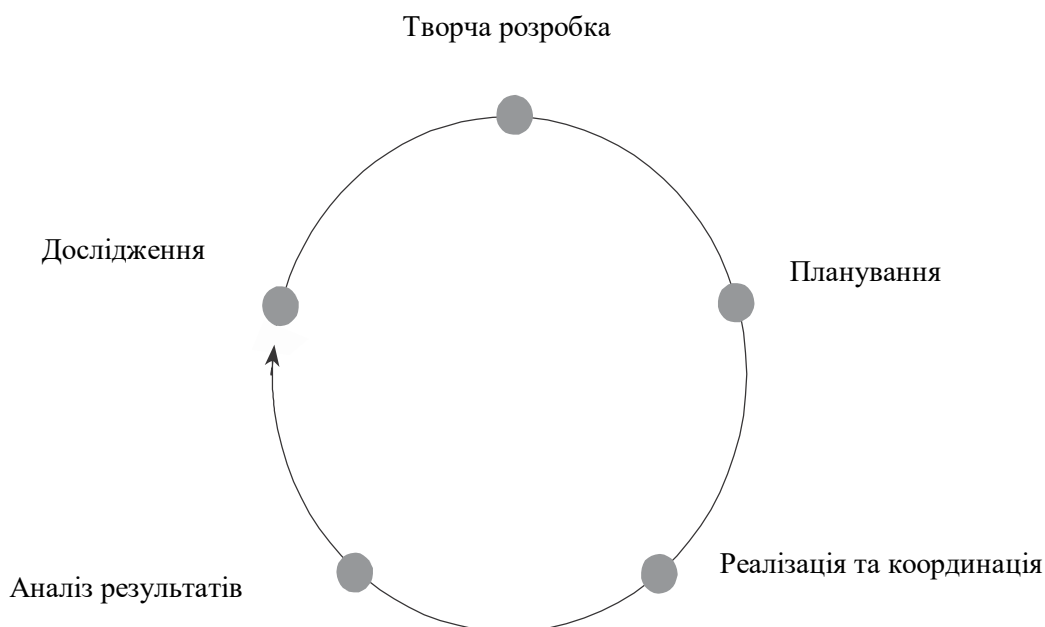 Творча розробка
Дослідження
Планування
Реалізація та координація
Аналіз результатів